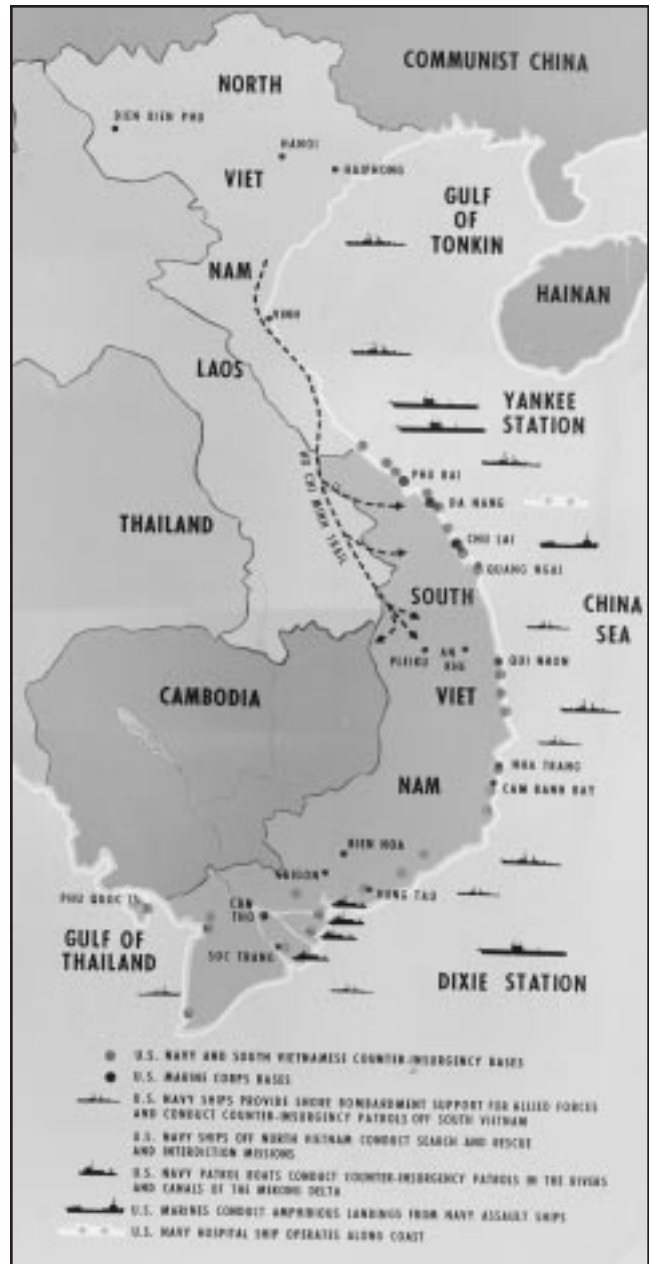 COMMUNIST CHINA
NORTH
DIEN BIEN PHU
HANOI
HAIPHONG
VIET
GULF
OF
TONKIN
NAM
HAINAN
VINH
LAOS
YANKEE
STATION
PHU BAI
HO CHI MINH TRAIL
DA NANG
THAILAND
CHU LAI
QUANG NGAI
SOUTH
CHINA
SEA
PLEIKU
AN
KHE
QUI NHON
CAMBODIA
VIET
NHA TRANG
CAM RANH BAY
NAM
BIEN HOA
SAIGON
PHU QUOC IS.
CAN
THO
VUNG TAU
GULF OF
THAILAND
SOC TRANG
DIXIE STATION
U.S. NAVY AND SOUTH VIETNAMESE COUNTER-INSURGENCY BASES
U.S. MARINE CORPS BASES
U.S. NAVY SHIPS PROVIDE SHORE BOMBARDMENT SUPPORT FOR ALLIED FORCES
AND CONDUCT COUNTER-INSURGENCY PATROLS OFF SOUTH VIETNAM
U.S. NAVY SHIPS OFF NORTH VIETNAM CONDUCT SEARCH AND RESCUE
AND INTERDICTION MISSIONS
U.S. NAVY PATROL BOATS CONDUCT COUNTER-INSURGENCY PATROLS IN THE RIVERS
AND CANALS OF THE MEKONG DELTA
U.S. MARINES CONDUCT AMPHIBIOUS LANDINGS FROM NAVY ASSAULT SHIPS
U.S. NAVY HOSPITAL SHIP OPERATES ALONG COAST